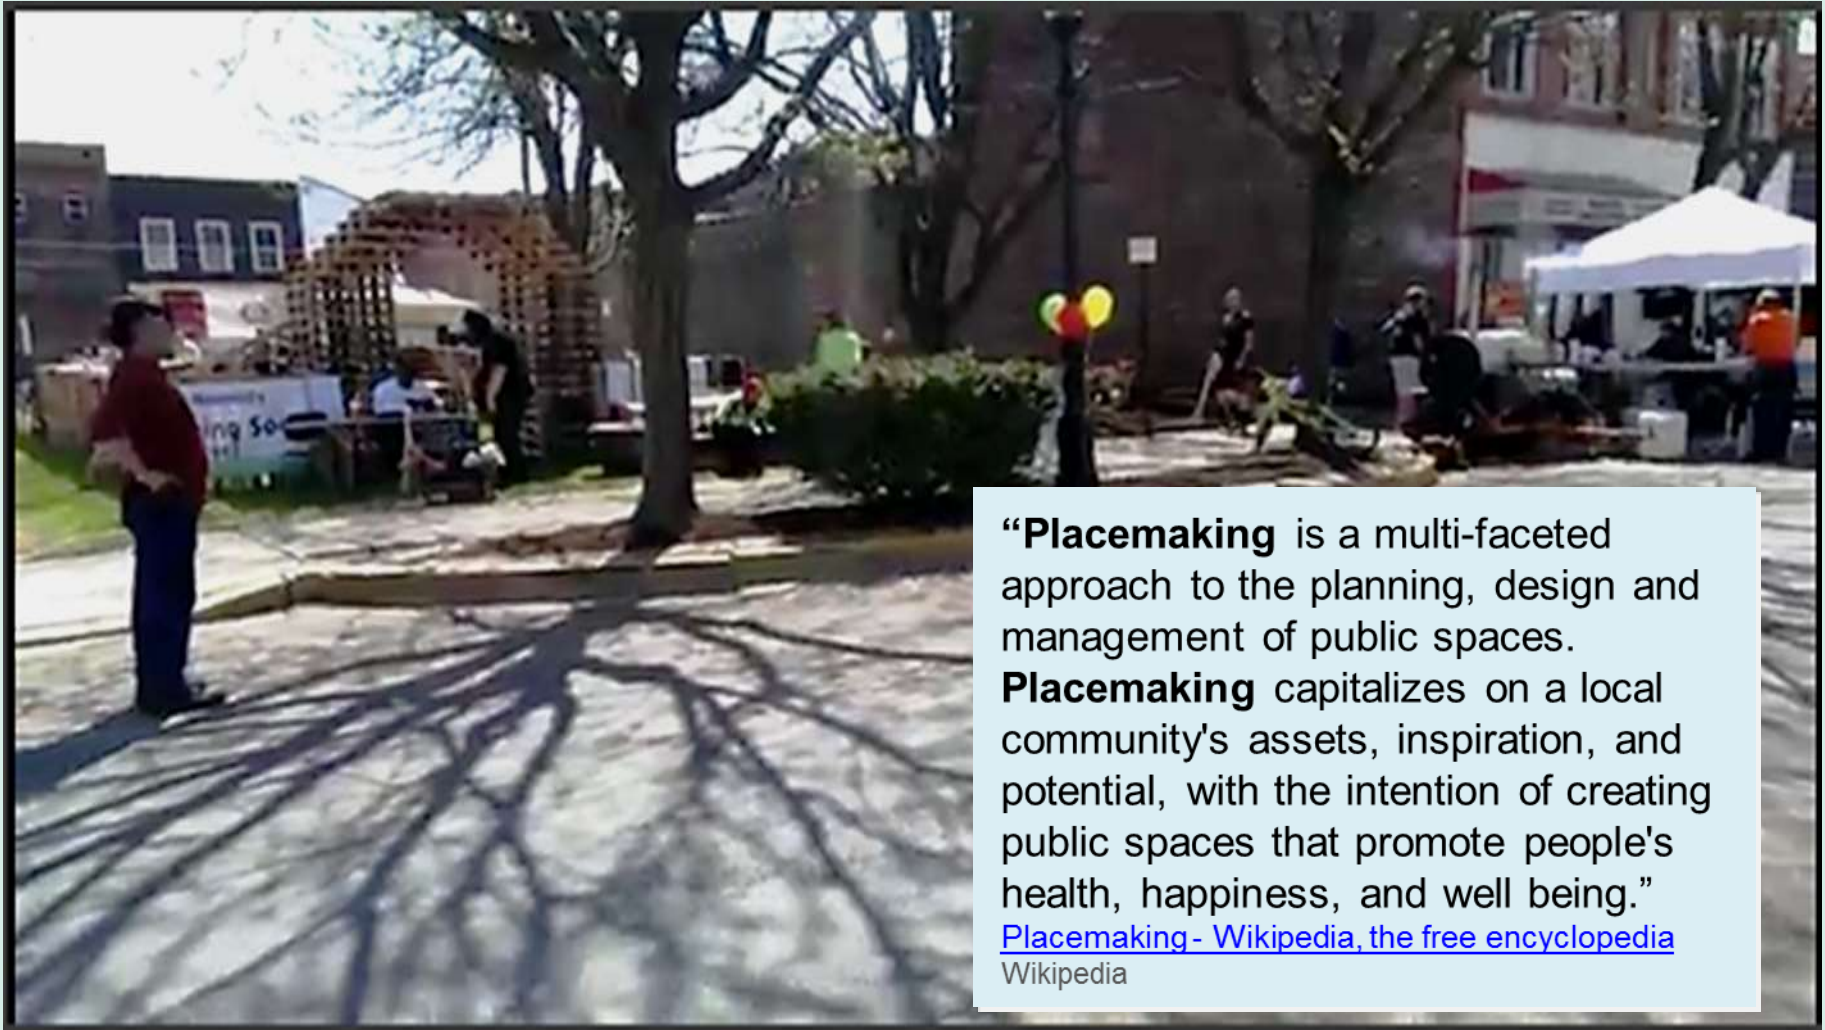 ing So
“Placemaking is a multi-faceted
approach to the planning, design and
management of public spaces.
Placemaking capitalizes on a local
community's assets, inspiration, and
potential, with the intention of creating
public spaces that promote people's
health, happiness, and well being.”
Placemaking - Wikipedia, the free encyclopedia
Wikipedia